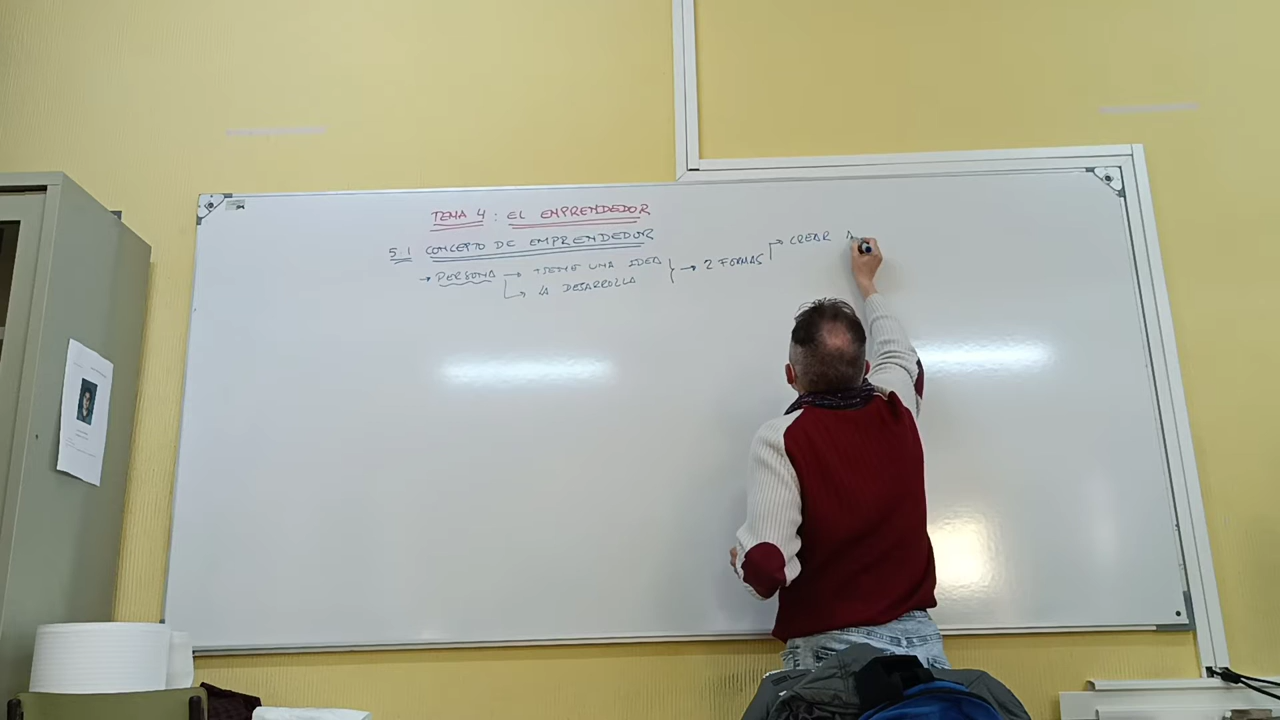 TEMA 4: EL EMPRENDEDOR
5.1 CONCEPTO DE EMPRENDEDOR
→ PERSONA → TIENE UNA IDEA } → 2 FORMAS → CREAR
→ LA DESARROLLA